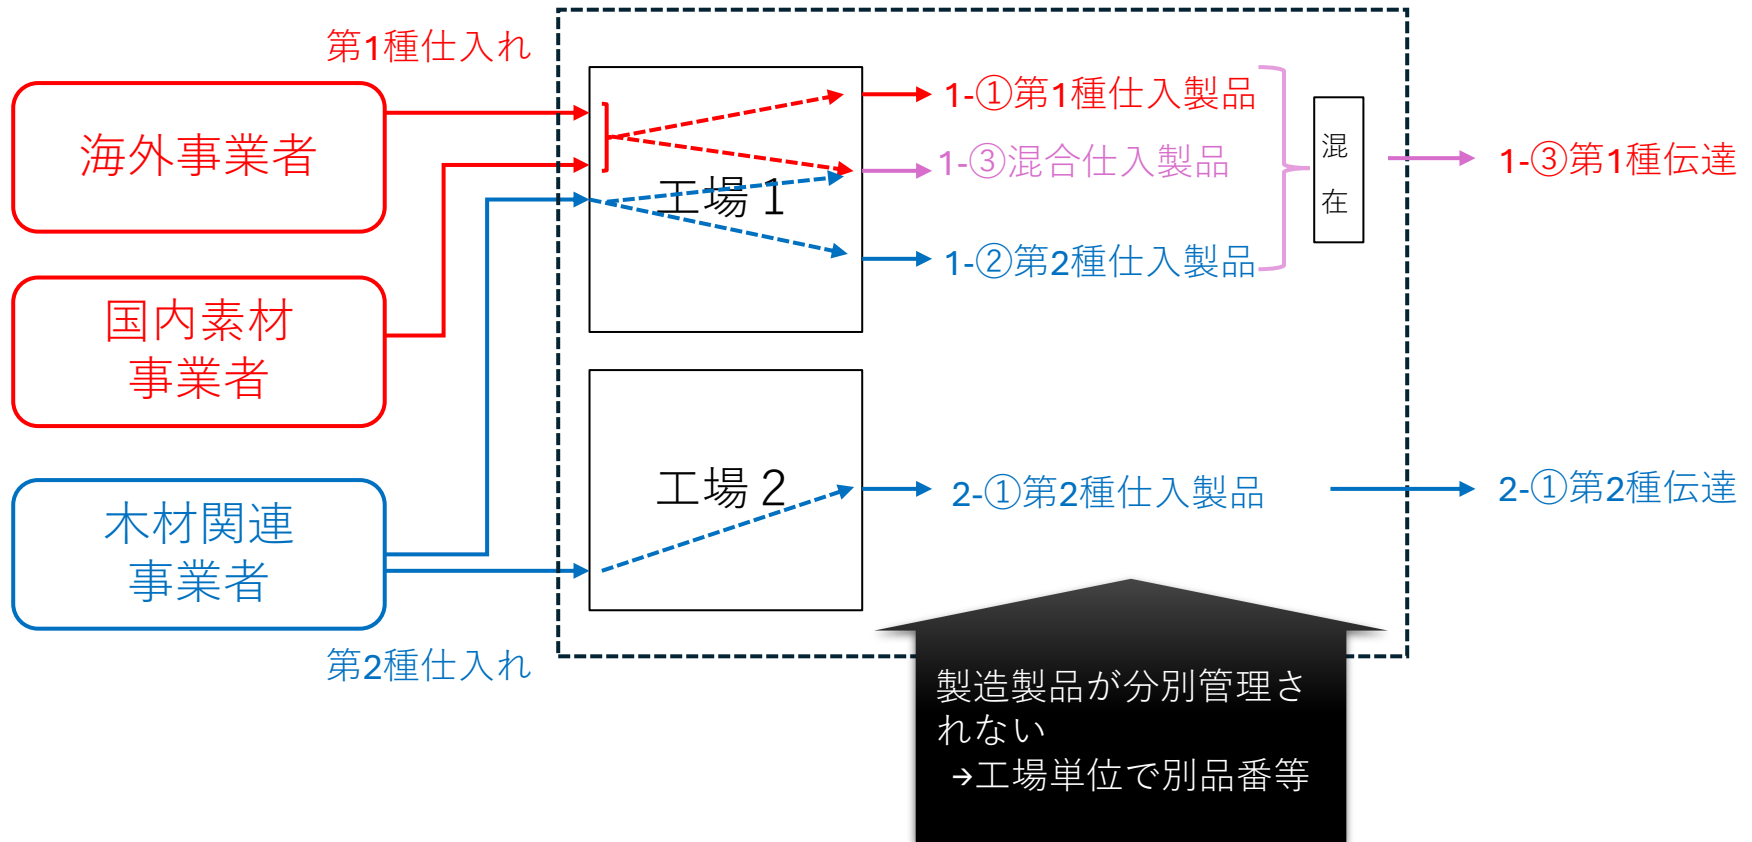 第1種仕入れ
海外事業者
国内素材
事業者
木材関連
事業者
第2種仕入れ
工場1
1-①第1種仕入製品
1-③混合仕入製品
1-②第2種仕入製品
混
在
1-③第1種伝達
工場2
2-①第2種仕入製品
2-①第2種伝達
製造製品が分別管理さ
れない
→工場単位で別品番等